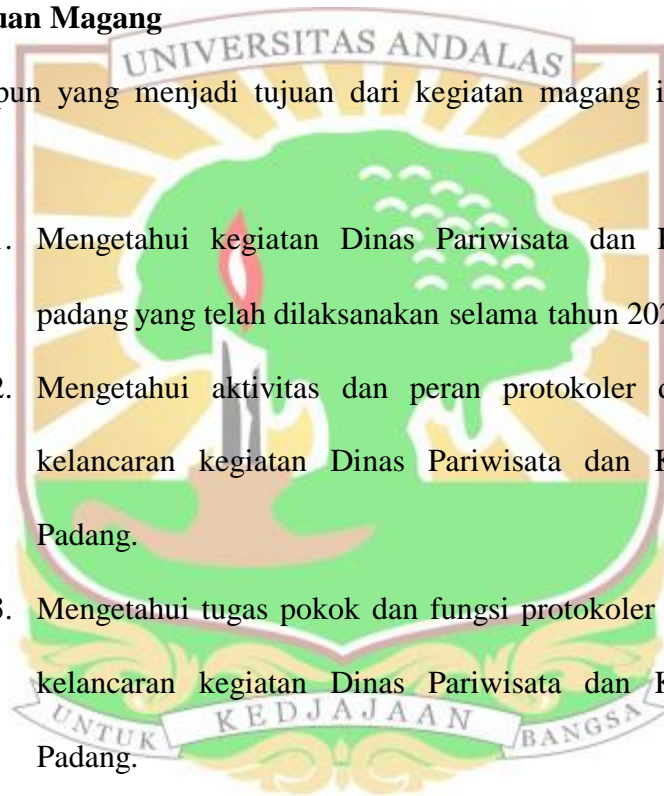 uan Magang
UNIVERSITAS ANDALAS
pun yang menjadi tujuan dari kegiatan magang i
1. Mengetahui kegiatan Dinas Pariwisata dan
padang yang telah dilaksanakan selama tahun 202
2. Mengetahui aktivitas dan peran protokoler
kelancaran kegiatan Dinas Pariwisata dan
Padang.
3. Mengetahui tugas pokok dan fungsi protokoler
kelancaran kegiatan Dinas Pariwisata dan
UNTUK KEDJAJAAN BANGSA
Padang.